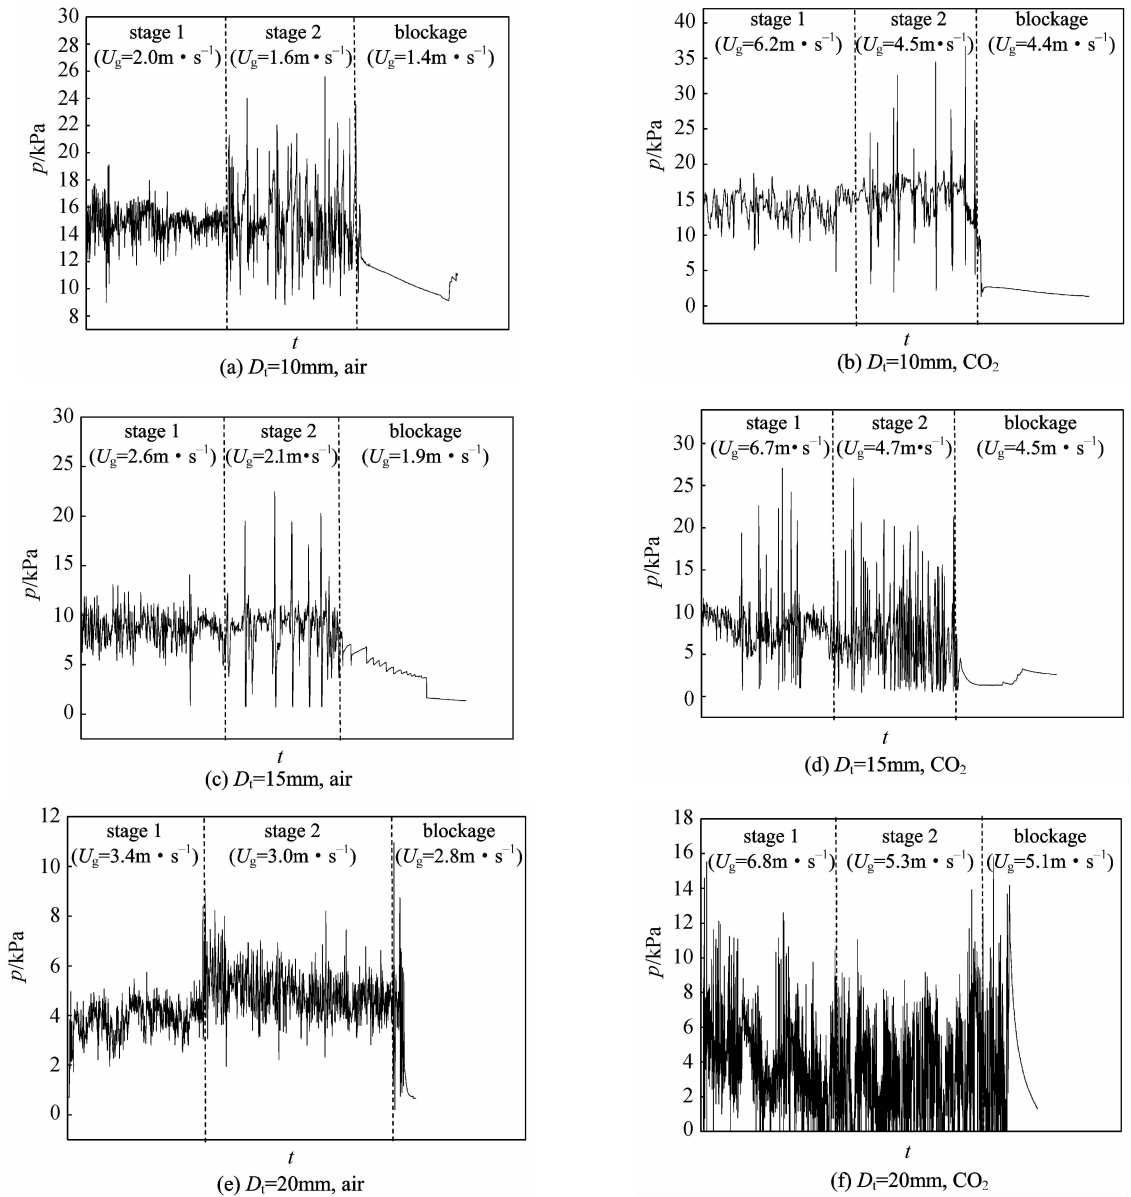 30
28
26
24
22
20
18
16
14
12
10
8
p/kPa
stage 1
(Ug=2.0m・s⁻¹)
stage 2
(Ug=1.6m・s⁻¹)
blockage
(Ug=1.4m・s⁻¹)
t
(a) Dt=10mm, air
40
35
30
25
20
15
10
5
0
p/kPa
stage 1
(Ug=6.2m・s⁻¹)
stage 2
(Ug=4.5m•s⁻¹)
blockage
(Ug=4.4m・s⁻¹)
t
(b) Dt=10mm, CO₂
30
25
20
15
10
5
0
p/kPa
stage 1
(Ug=2.6m・s⁻¹)
stage 2
(Ug=2.1m•s⁻¹)
blockage
(Ug=1.9m・s⁻¹)
t
(c) Dt=15mm, air
30
25
20
15
10
5
0
p/kPa
stage 1
(Ug=6.7m・s⁻¹)
stage 2
(Ug=4.7m•s⁻¹)
blockage
(Ug=4.5m・s⁻¹)
t
(d) Dt=15mm, CO₂
12
10
8
6
4
2
0
p/kPa
stage 1
(Ug=3.4m・s⁻¹)
stage 2
(Ug=3.0m・s⁻¹)
blockage
(Ug=2.8m・s⁻¹)
t
(e) Dt=20mm, air
18
16
14
12
10
8
6
4
2
0
p/kPa
stage 1
(Ug=6.8m・s⁻¹)
stage 2
(Ug=5.3m・s⁻¹)
blockage
(Ug=5.1m・s⁻¹)
t
(f) Dt=20mm, CO₂